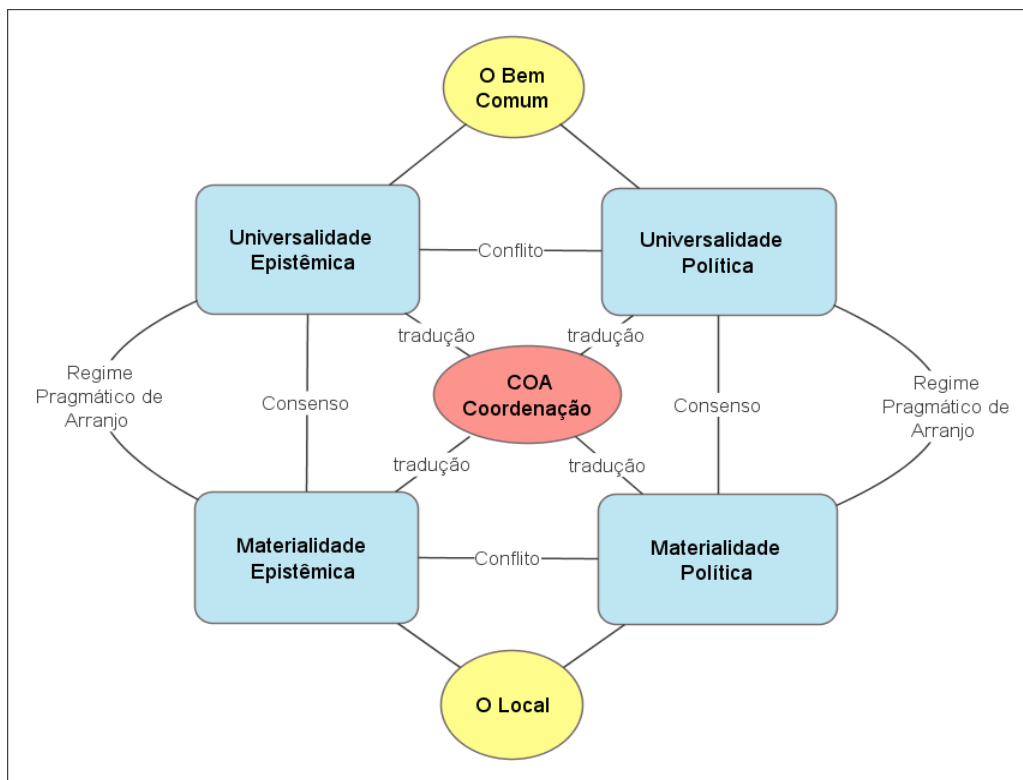 O Bem
Comum
Universalidade
Epistêmica
Conflito
Universalidade
Política
tradução
tradução
Regime
Pragmático de
Arranjo
Consenso
COA
Coordenação
Consenso
Regime
Pragmático de
Arranjo
tradução
tradução
Materialidade
Epistêmica
Conflito
Materialidade
Política
O Local